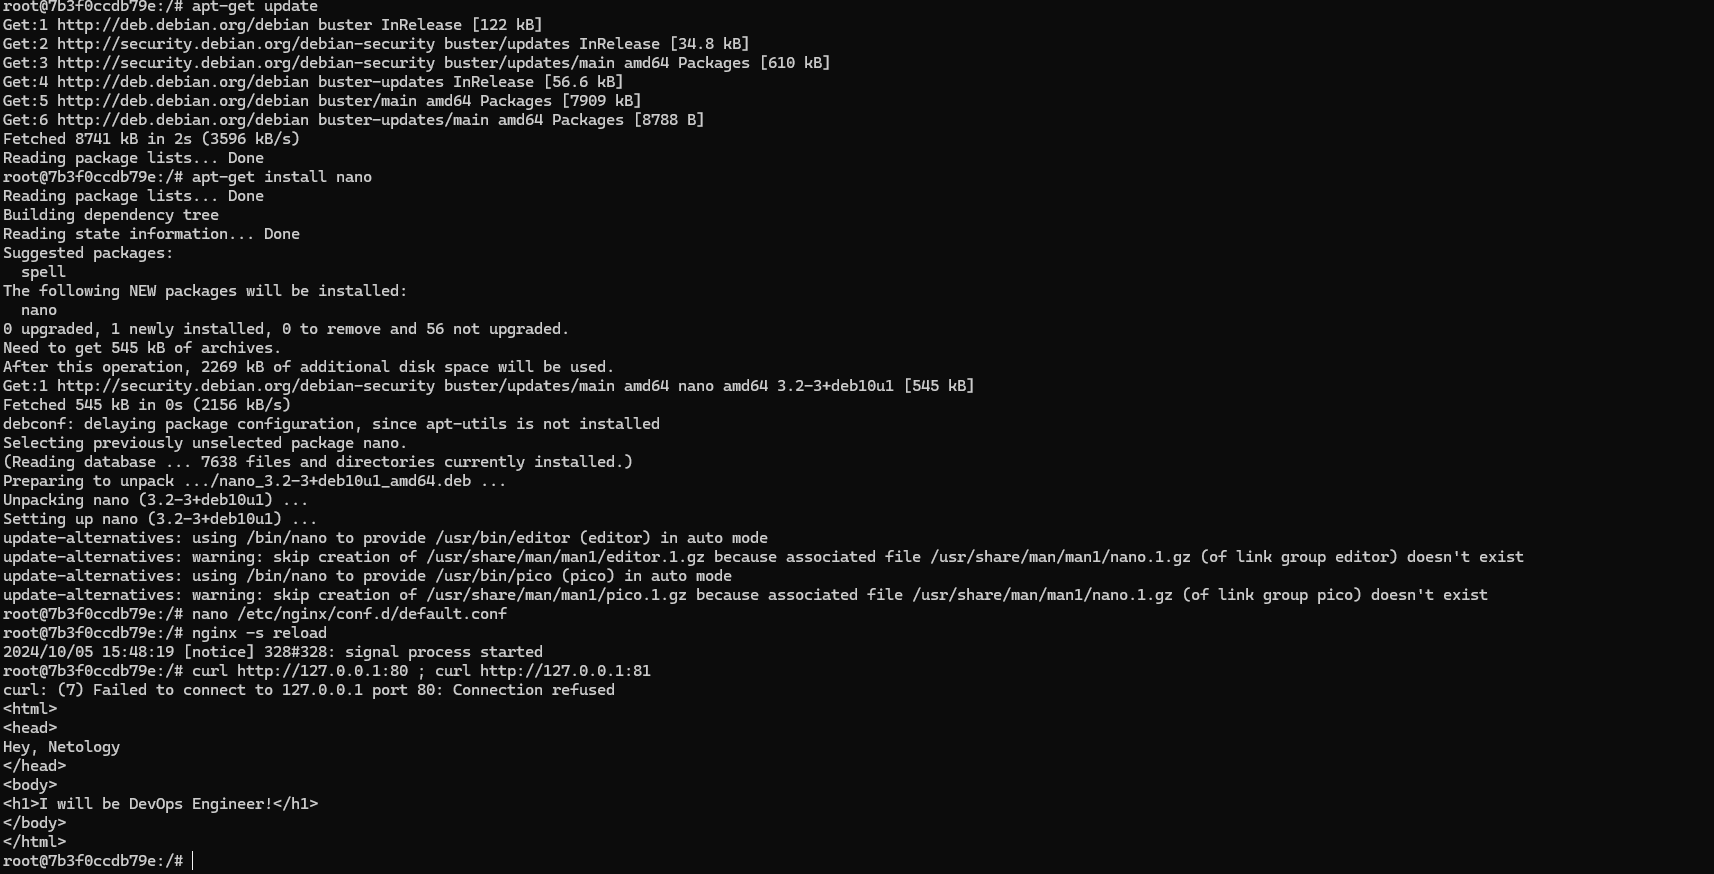 root@7b3f0ccdb79e:/# apt-get update
Get:1 http://deb.debian.org/debian buster InRelease [122 kB]
Get:2 http://security.debian.org/debian-security buster/updates InRelease [34.8 kB]
Get:3 http://security.debian.org/debian-security buster/updates/main amd64 Packages [610 kB]
Get:4 http://deb.debian.org/debian buster-updates InRelease [56.6 kB]
Get:5 http://deb.debian.org/debian buster/main amd64 Packages [7909 kB]
Get:6 http://deb.debian.org/debian buster-updates/main amd64 Packages [8788 B]
Fetched 8741 kB in 2s (3596 kB/s)
Reading package lists... Done
root@7b3f0ccdb79e:/# apt-get install nano
Reading package lists... Done
Building dependency tree
Reading state information... Done
Suggested packages:
  spell
The following NEW packages will be installed:
  nano
0 upgraded, 1 newly installed, 0 to remove and 56 not upgraded.
Need to get 545 kB of archives.
After this operation, 2269 kB of additional disk space will be used.
Get:1 http://security.debian.org/debian-security buster/updates/main amd64 nano amd64 3.2-3+deb10u1 [545 kB]
Fetched 545 kB in 0s (2156 kB/s)
debconf: delaying package configuration, since apt-utils is not installed
Selecting previously unselected package nano.
(Reading database ... 7638 files and directories currently installed.)
Preparing to unpack .../nano_3.2-3+deb10u1_amd64.deb ...
Unpacking nano (3.2-3+deb10u1) ...
Setting up nano (3.2-3+deb10u1) ...
update-alternatives: using /bin/nano to provide /usr/bin/editor (editor) in auto mode
update-alternatives: warning: skip creation of /usr/share/man/man1/editor.1.gz because associated file /usr/share/man/man1/nano.1.gz (of link group editor) doesn't exist
update-alternatives: using /bin/nano to provide /usr/bin/pico (pico) in auto mode
update-alternatives: warning: skip creation of /usr/share/man/man1/pico.1.gz because associated file /usr/share/man/man1/nano.1.gz (of link group pico) doesn't exist
root@7b3f0ccdb79e:/# nano /etc/nginx/conf.d/default.conf
root@7b3f0ccdb79e:/# nginx -s reload
2024/10/05 15:48:19 [notice] 328#328: signal process started
root@7b3f0ccdb79e:/# curl http://127.0.0.1:80 ; curl http://127.0.0.1:81
curl: (7) Failed to connect to 127.0.0.1 port 80: Connection refused
<html>
<head>
Hey, Netology
</head>
<body>
<h1>I will be DevOps Engineer!</h1>
</body>
</html>
root@7b3f0ccdb79e:/#